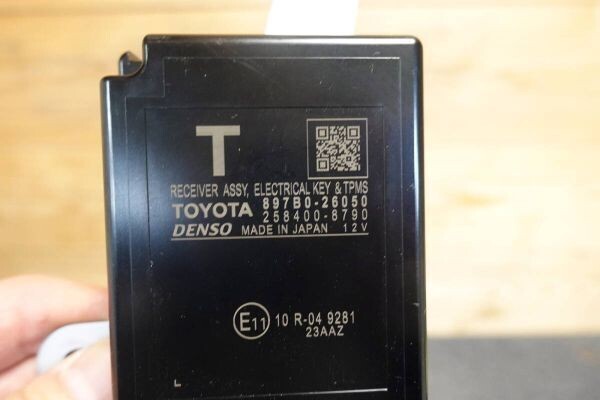 T
RECEIVER ASSY, ELECTRICAL KEY & TPMS
TOYOTA 897B0-26050
258400-8790
DENSO MADE IN JAPAN 12V
E11 10 R-04 9281
23AAZ
L